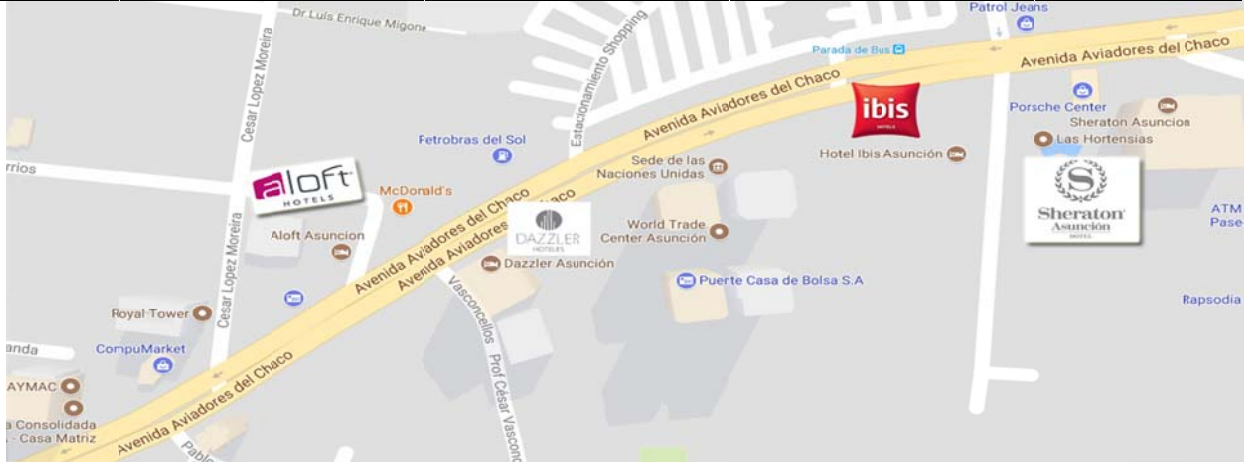 Dr Luis Enrique Migone
Patrol Jeans
Estacionamiento Shopping
Parada de Bus
Avenida Aviadores del Chaco
Cesar Lopez Moreira
Avenida Aviadores del Chaco
Porsche Center
ibis
HOTELS
Sheraton Asuncion
Las Hortensias
Petrobras del Sol
Sede de las
Naciones Unidas
Hotel Ibis Asunción
rrios
aloft
HOTELS
McDonald's
S
Sheraton
Asunción
HOTEL
ATM
Pase
DAZZLER
HOTELES
World Trade
Center Asunción
Aloft Asuncion
Cesar Lopez Moreira
Avenida Aviadores del Chaco
Avenida Aviadores
haco
Dazzler Asunción
Puerte Casa de Bolsa S.A
Vasconcellos
Prof César Vasconc
Royal Tower
Rapsodia
anda
CompuMarket
AYMAC
a Consolidada
- Casa Matriz
Avenida Aviadores del Chaco
Pablo